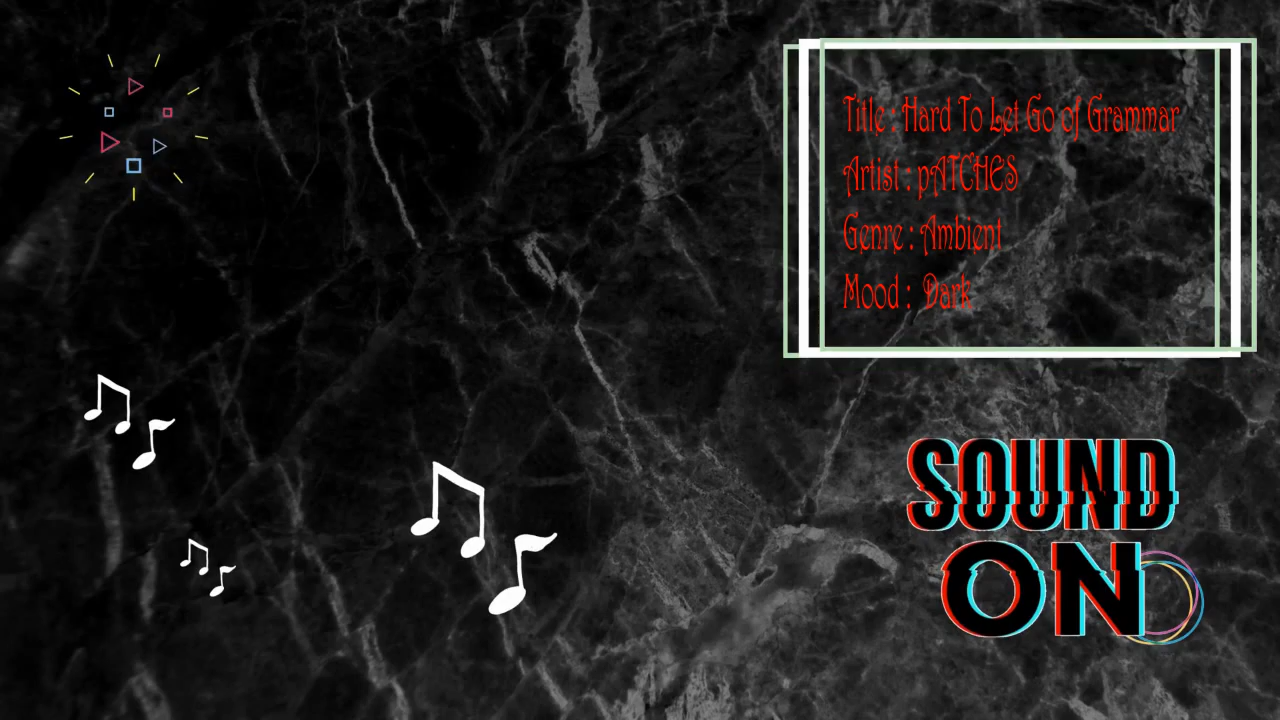 Title : Hard To Let Go of Grammar
Artist : pATCHES
Genre : Ambient
Mood : Dark
SOUND
ON